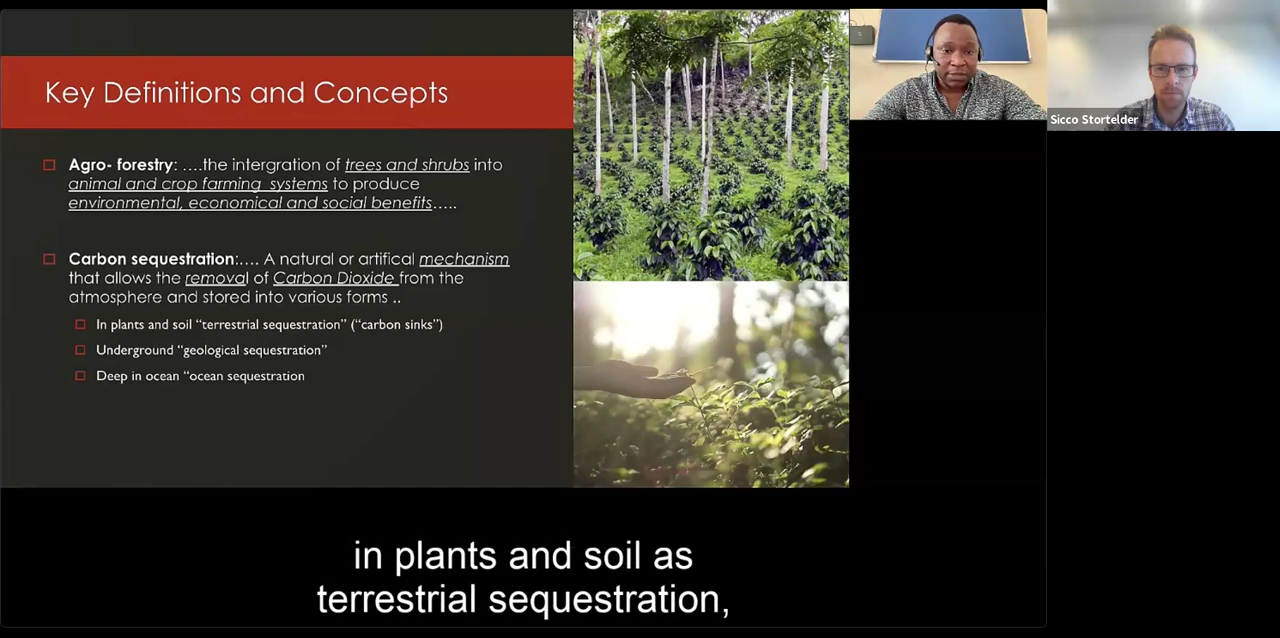 Key Definitions and Concepts
Agro- forestry: ….the intergration of trees and shrubs into
animal and crop farming systems to produce
environmental, economical and social benefits…..
Carbon sequestration:…. A natural or artifical mechanism
that allows the removal of Carbon Dioxide from the
atmosphere and stored into various forms ..
In plants and soil “terrestrial sequestration” (“carbon sinks”)
Underground “geological sequestration”
Deep in ocean “ocean sequestration
Sicco Stortelder
in plants and soil as
terrestrial sequestration,